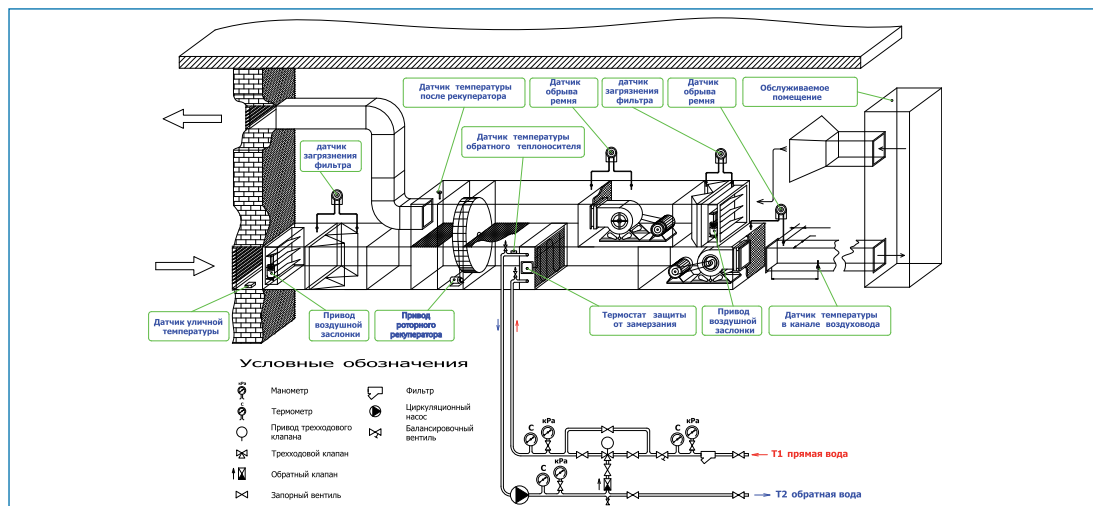 Датчик температуры
после рекуператора
Датчик
обрыва
ремня
датчик
загрязнения
фильтра
Датчик
обрыва
ремня
Обслуживаемое
помещение
датчик
загрязнения
фильтра
Датчик температуры
обратного теплоносителя
Датчик уличной
температуры
Привод
воздушной
заслонки
Привод
роторного
рекуператора
Термостат защиты
от замерзания
Привод
воздушной
заслонки
Датчик температуры
в канале воздуховода
Условные обозначения
кРа
Манометр
С
Термометр
Привод трехходового
клапана
Трехходовой клапан
Обратный клапан
Запорный вентиль
Фильтр
Циркуляционный
насос
Балансировочный
вентиль
С
кРа
С
кРа
Т1 прямая вода
С
кРа
Т2 обратная вода